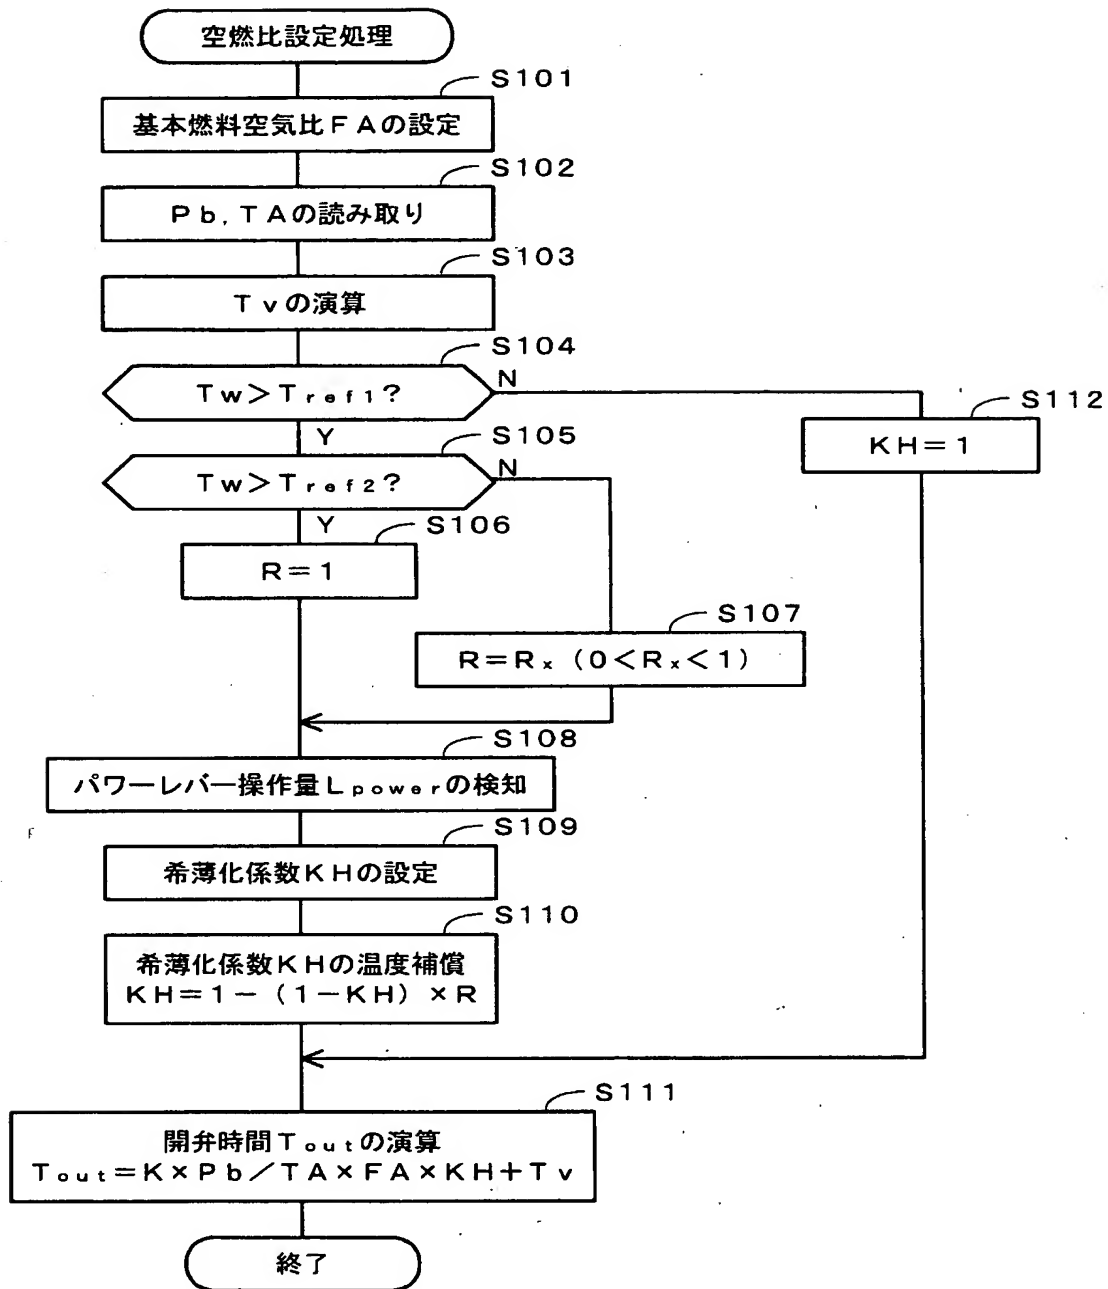 空燃比設定処理
S101
基本燃料空気比FAの設定
S102
Pb,TAの読み取り
S103
Tvの演算
S104
Tw>Tref1?
N
Y
S112
KH=1
S105
Tw>Tref2?
N
Y
S106
R=1
S107
R=Rx (0<Rx<1)
S108
パワーレバー操作量Lpowerの検知
S109
希薄化係数KHの設定
S110
希薄化係数KHの温度補償
KH=1-(1-KH)×R
S111
開弁時間Toutの演算
Tout=K×Pb/TA×FA×KH+Tv
終了